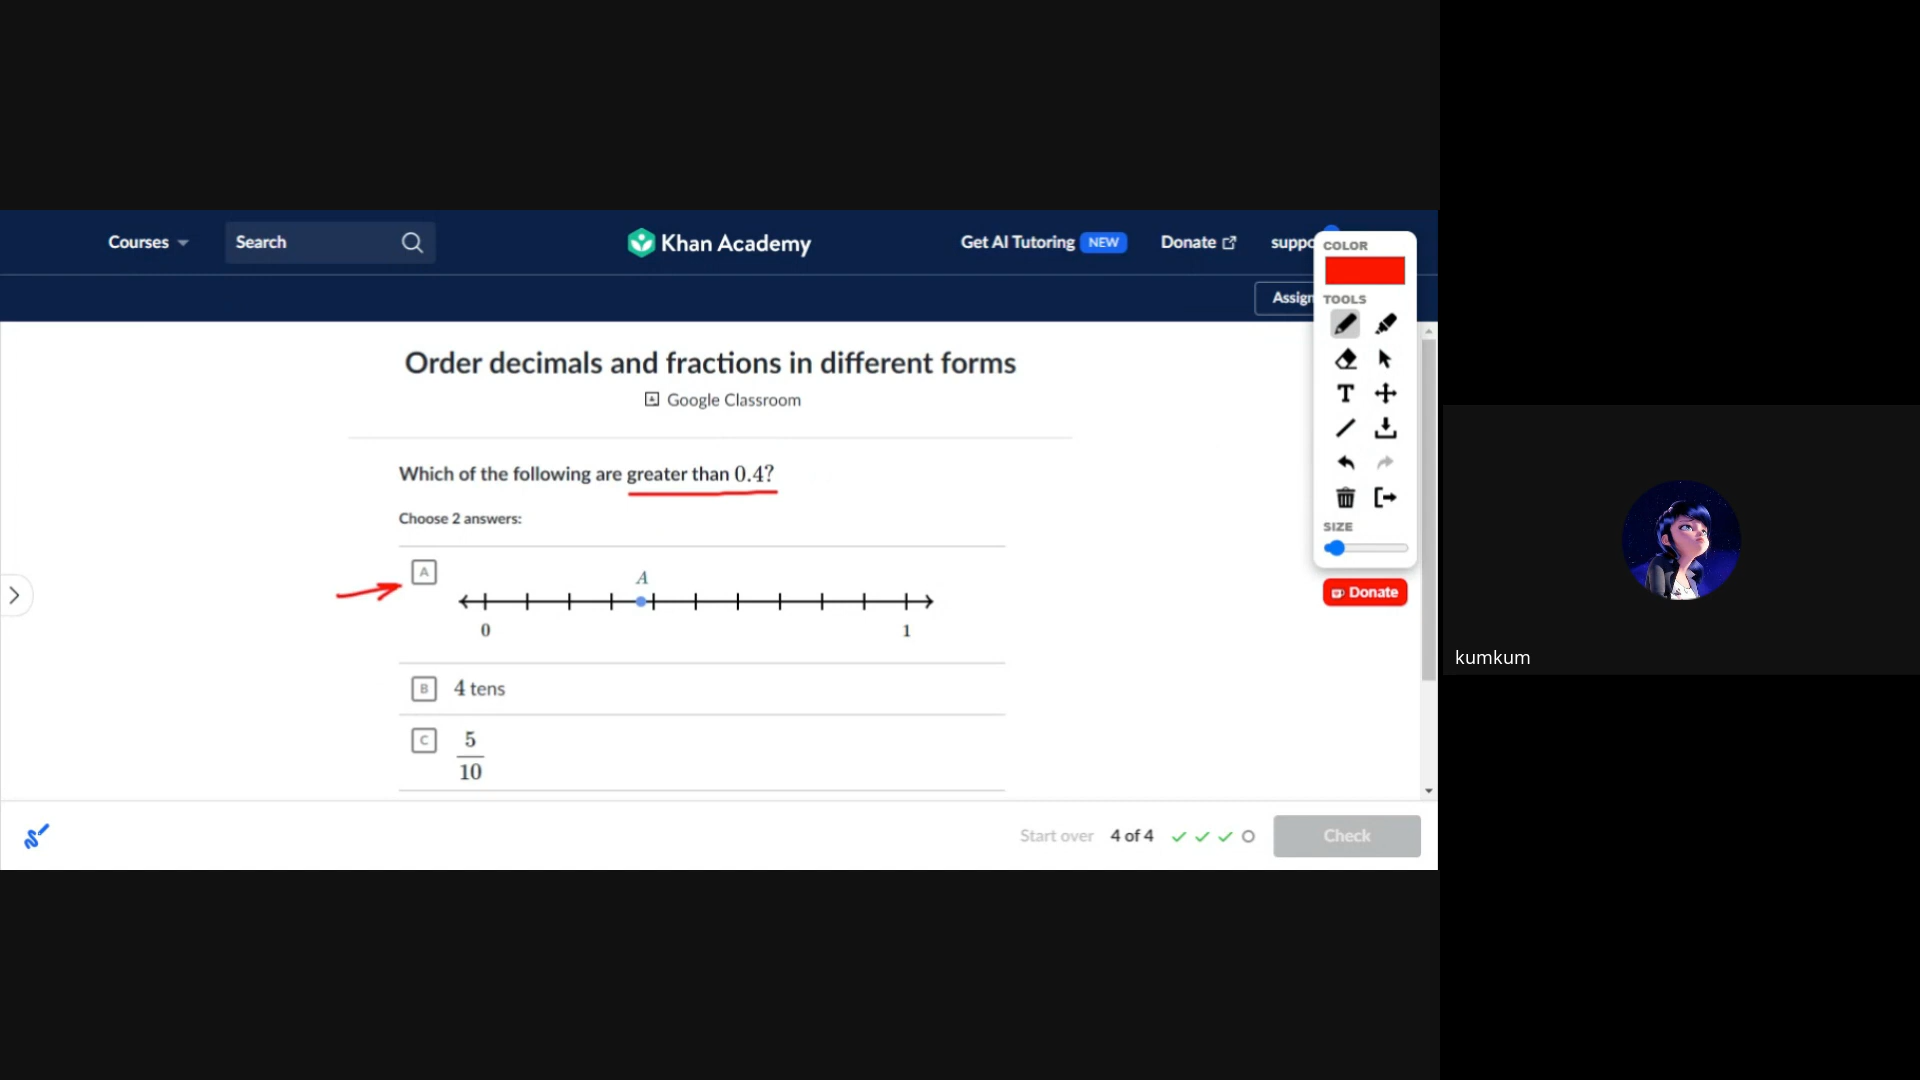 Courses
Search
Khan Academy
Get AI Tutoring NEW
Donate
suppo
Assign
COLOR
TOOLS
T
SIZE
Donate
Order decimals and fractions in different forms
Google Classroom
Which of the following are greater than 0.4?
Choose 2 answers:
A
A
0 1
B 4 tens
C 5
10
Start over 4 of 4 Check
kumkum